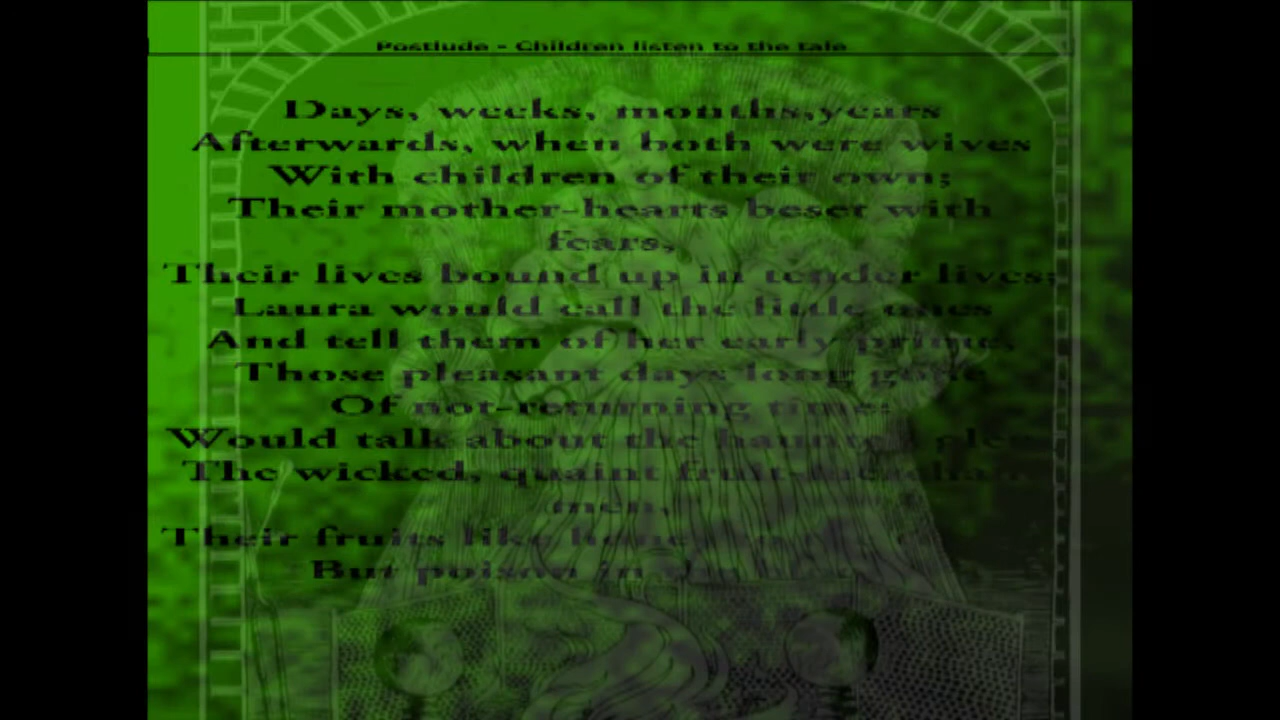 Postlude - Children listen to the tale
Days, weeks, months,years
Afterwards, when both were wives
With children of their own;
Their mother-hearts beset with
fears,
Their lives bound up in tender lives;
Laura would call the little ones
And tell them of her early prime,
Those pleasant days long gone
Of not-returning time:
Would talk about the haunted glen,
The wicked, quaint fruit-merchant
men,
Their fruits like honey
But poison in